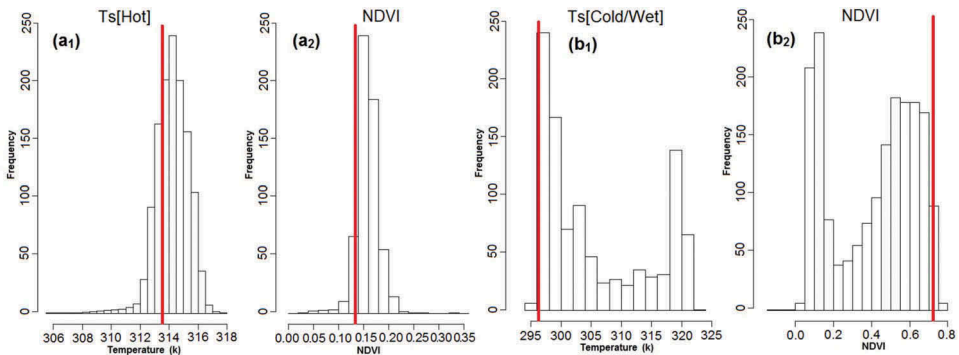 Ts[Hot]
(a1)
Frequency
0 50 100 150 200 250
306 308 310 312 314 316 318
Temperature (k)
NDVI
(a2)
Frequency
0 50 100 150 200 250
0.00 0.05 0.10 0.15 0.20 0.25 0.30 0.35
NDVI
Ts[Cold/Wet]
(b1)
Frequency
0 50 100 150 200 250
295 300 305 310 315 320 325
Temperature (k)
NDVI
(b2)
Frequency
0 50 100 150 200 250
0.0 0.2 0.4 0.6 0.8
NDVI